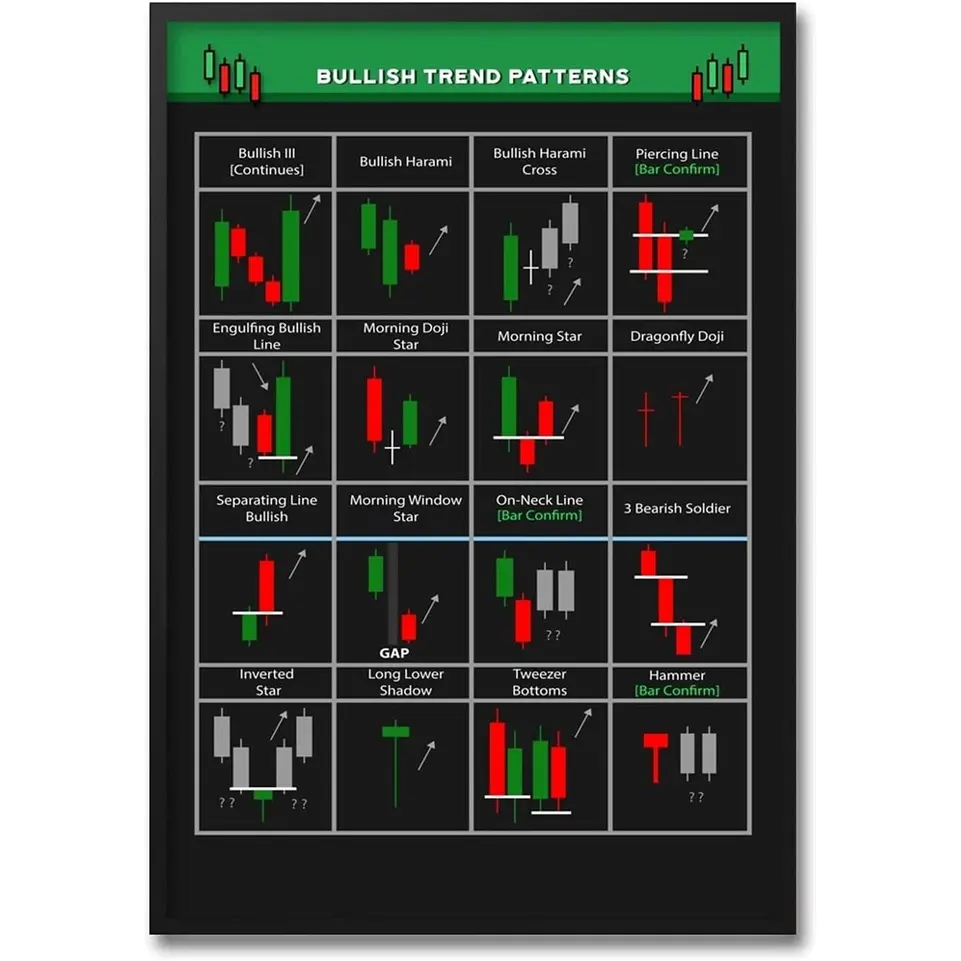 BULLISH TREND PATTERNS
Bullish III
[Continues]
Bullish Harami
Bullish Harami
Cross
Piercing Line
[Bar Confirm]
?
?
?
Engulfing Bullish
Line
Morning Doji
Star
Morning Star
Dragonfly Doji
?
?
Separating Line
Bullish
Morning Window
Star
On-Neck Line
[Bar Confirm]
3 Bearish Soldier
GAP
??
Inverted
Star
Long Lower
Shadow
Tweezer
Bottoms
Hammer
[Bar Confirm]
??
??
??